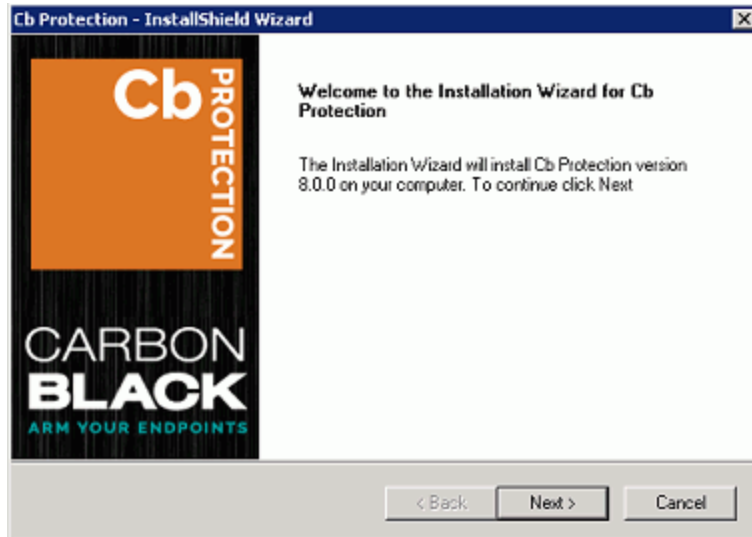 Cb Protection - InstallShield Wizard
Cb
PROTECTION
CARBON
BLACK
ARM YOUR ENDPOINTS
Welcome to the Installation Wizard for Cb
Protection
The Installation Wizard will install Cb Protection version
8.0.0 on your computer. To continue click Next
< Back
Next >
Cancel